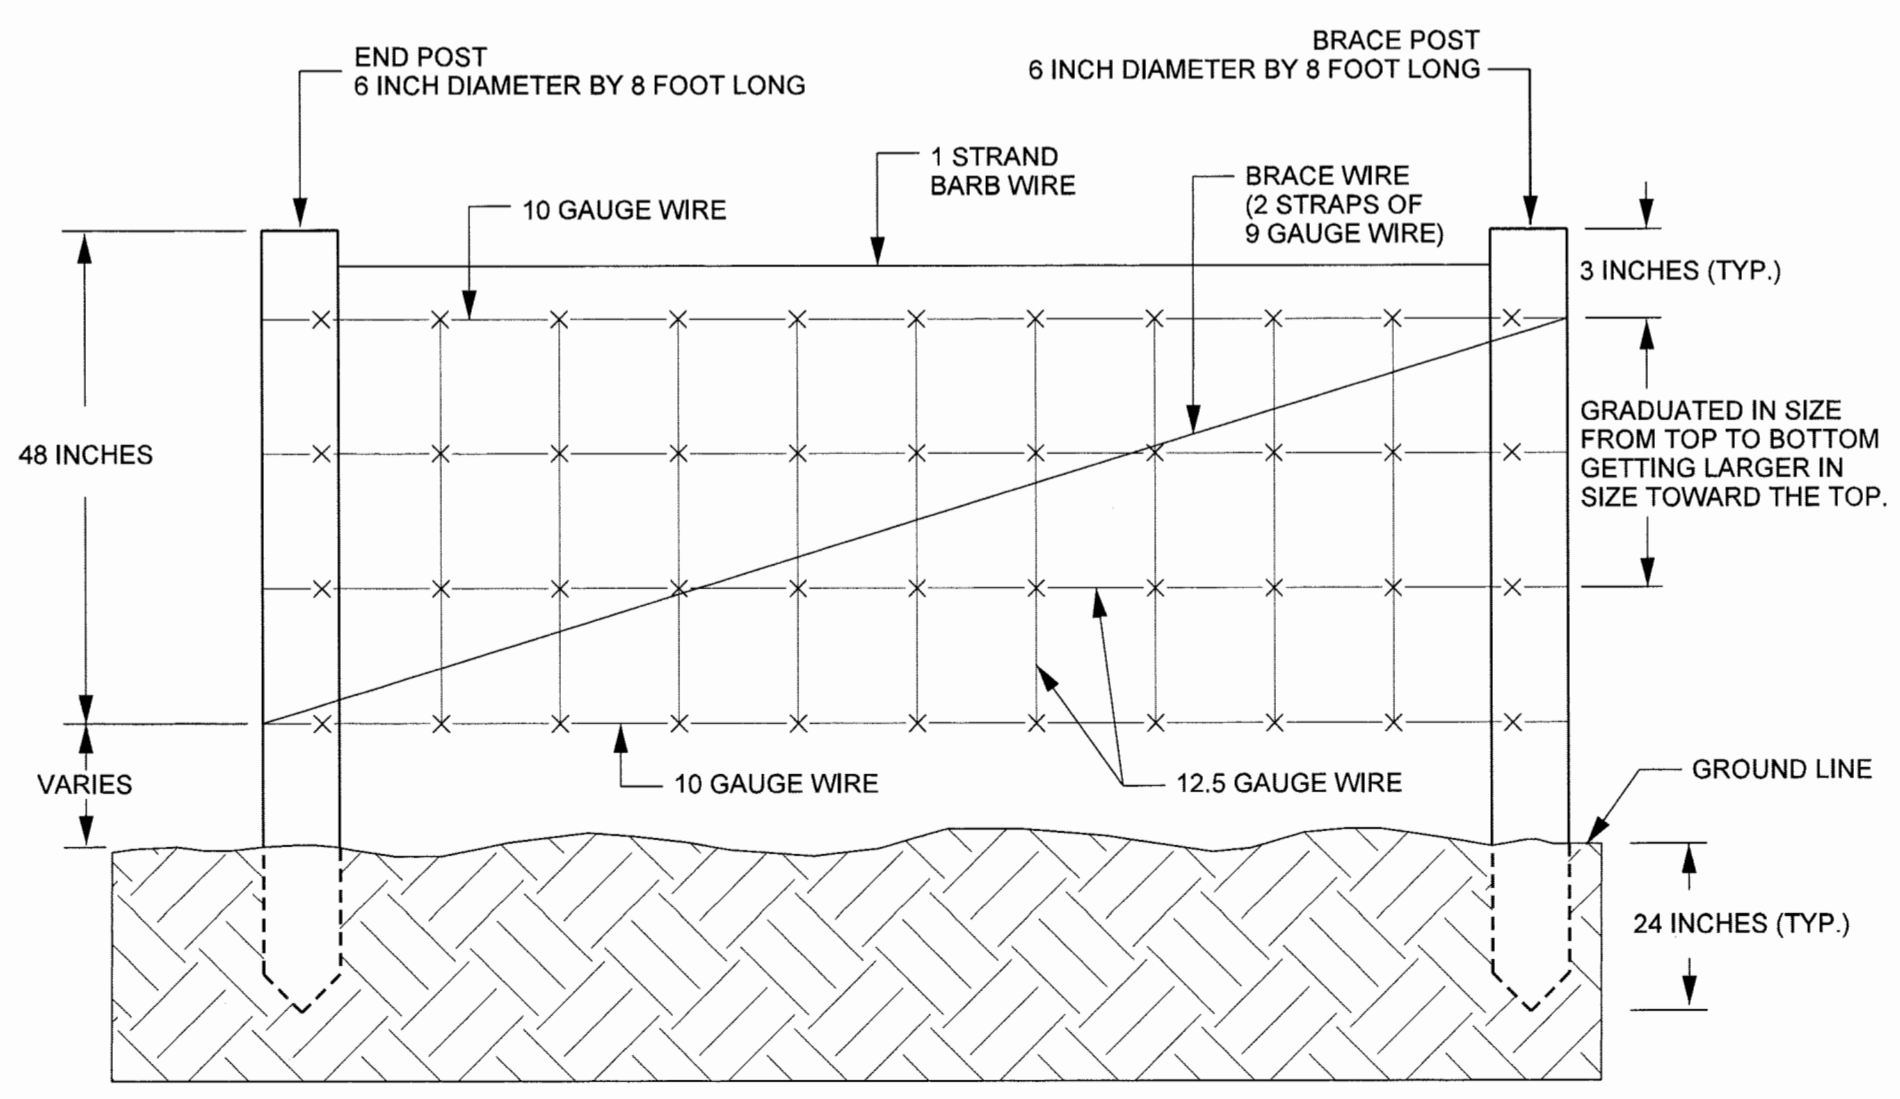 END POST
6 INCH DIAMETER BY 8 FOOT LONG
BRACE POST
6 INCH DIAMETER BY 8 FOOT LONG
1 STRAND
BARB WIRE
BRACE WIRE
(2 STRAPS OF
9 GAUGE WIRE)
10 GAUGE WIRE
3 INCHES (TYP.)
48 INCHES
GRADUATED IN SIZE
FROM TOP TO BOTTOM
GETTING LARGER IN
SIZE TOWARD THE TOP.
VARIES
10 GAUGE WIRE
12.5 GAUGE WIRE
GROUND LINE
24 INCHES (TYP.)